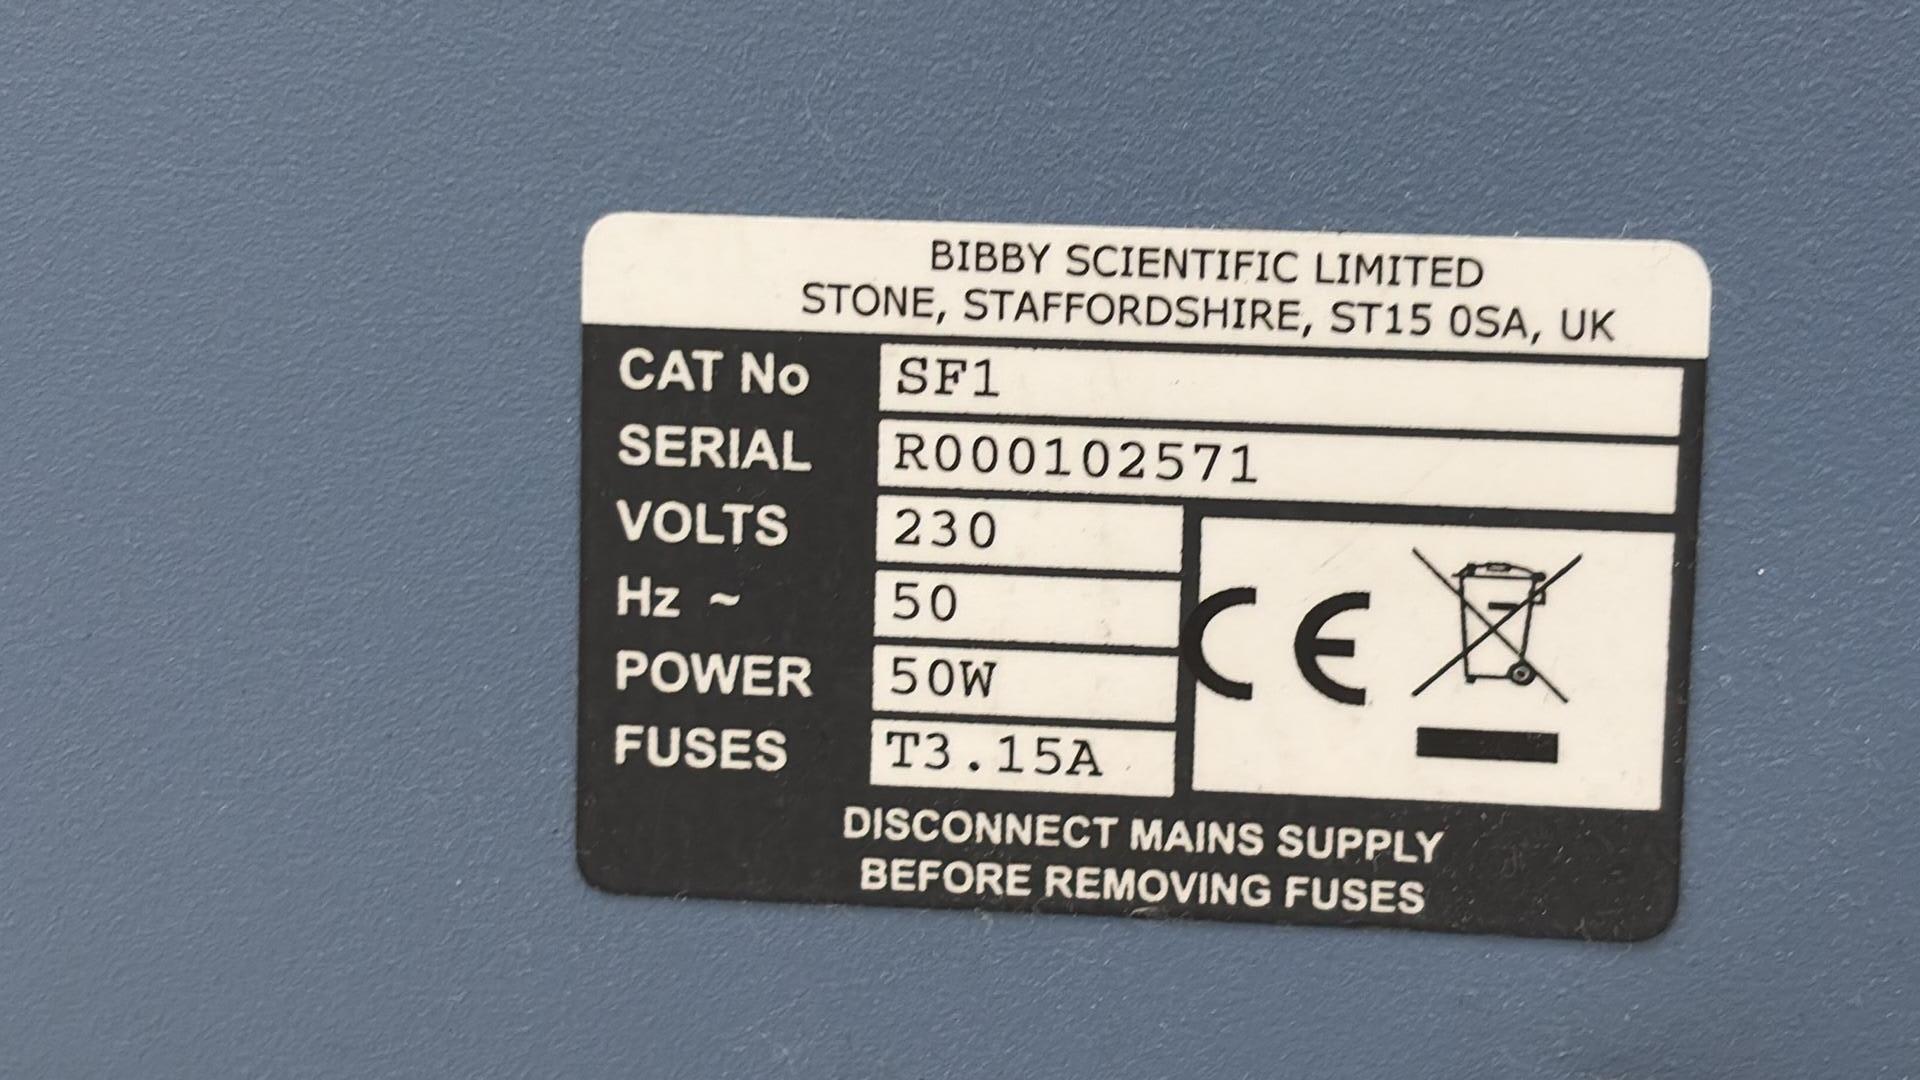 BIBBY SCIENTIFIC LIMITED
STONE, STAFFORDSHIRE, ST15 0SA, UK
CAT No SF1
SERIAL R000102571
VOLTS 230
Hz ~ 50
POWER 50W
FUSES T3.15A
CE
DISCONNECT MAINS SUPPLY
BEFORE REMOVING FUSES